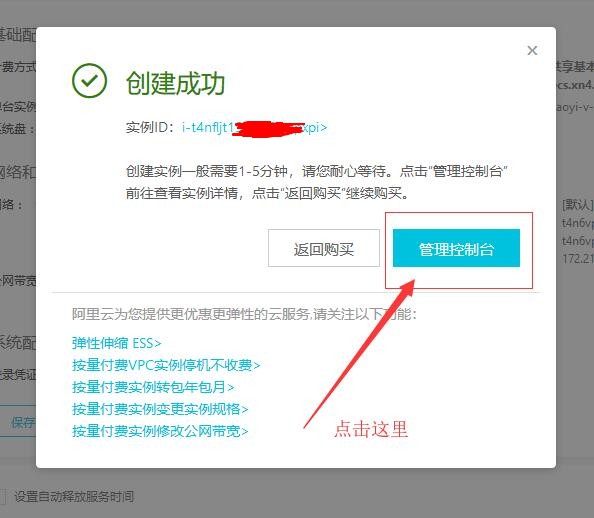 创建成功
实例ID: i-t4nfljt1 xpi>
创建实例一般需要1-5分钟，请您耐心等待。点击"管理控制台"
前往查看实例详情，点击"返回购买"继续购买。
返回购买
管理控制台
阿里云为您提供更优惠更弹性的云服务,请关注以下功能:
弹性伸缩 ESS>
按量付费VPC实例停机不收费>
按量付费实例转包年包月>
按量付费实例变更实例规格>
按量付费实例修改公网带宽>
点击这里
基础配
费方式
共享基本
ecs.xn4.
台实例
aoyi-v-
系统盘:
网络和
网络:
[默认]
t4n6vp
t4n6vp
172.21
公网带宽
系统配
登录凭证
保存
设置自动释放服务时间